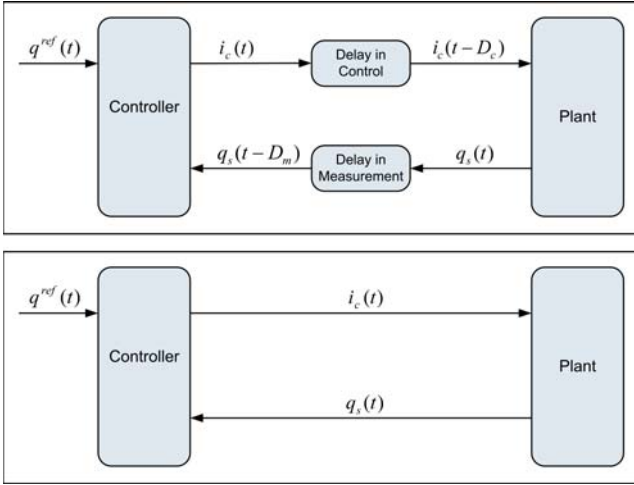 q^{ref}(t)
i_c(t)
Delay in
Control
i_c(t-D_c)
Controller
Plant
q_s(t-D_m)
Delay in
Measurement
q_s(t)
q^{ref}(t)
i_c(t)
Controller
Plant
q_s(t)